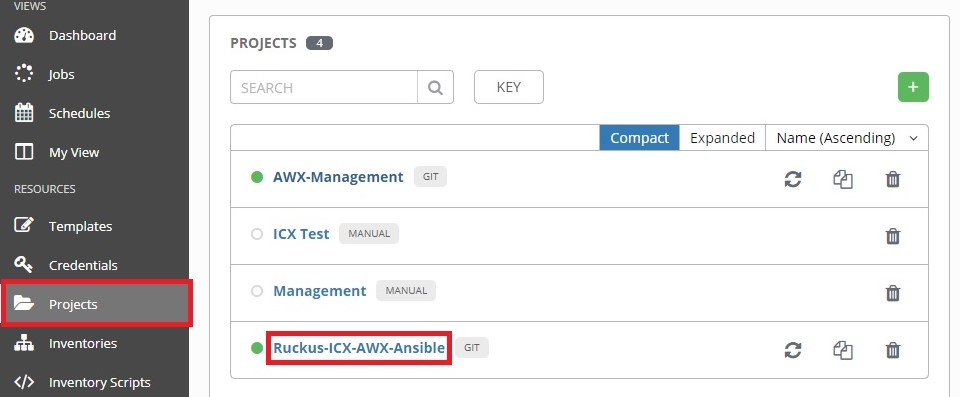 VIEWS
Dashboard
Jobs
Schedules
My View
RESOURCES
Templates
Credentials
Projects
Inventories
Inventory Scripts
PROJECTS 4
SEARCH
KEY
+
Compact Expanded Name (Ascending)
AWX-Management GIT
ICX Test MANUAL
Management MANUAL
Ruckus-ICX-AWX-Ansible GIT